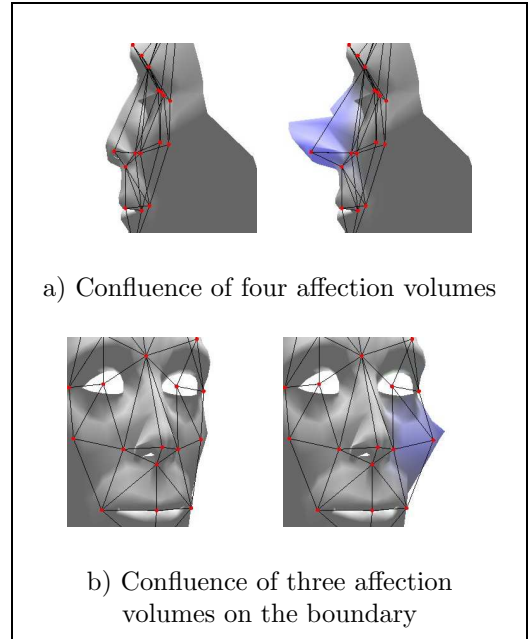 a) Confluence of four affection volumes
b) Confluence of three affection
volumes on the boundary